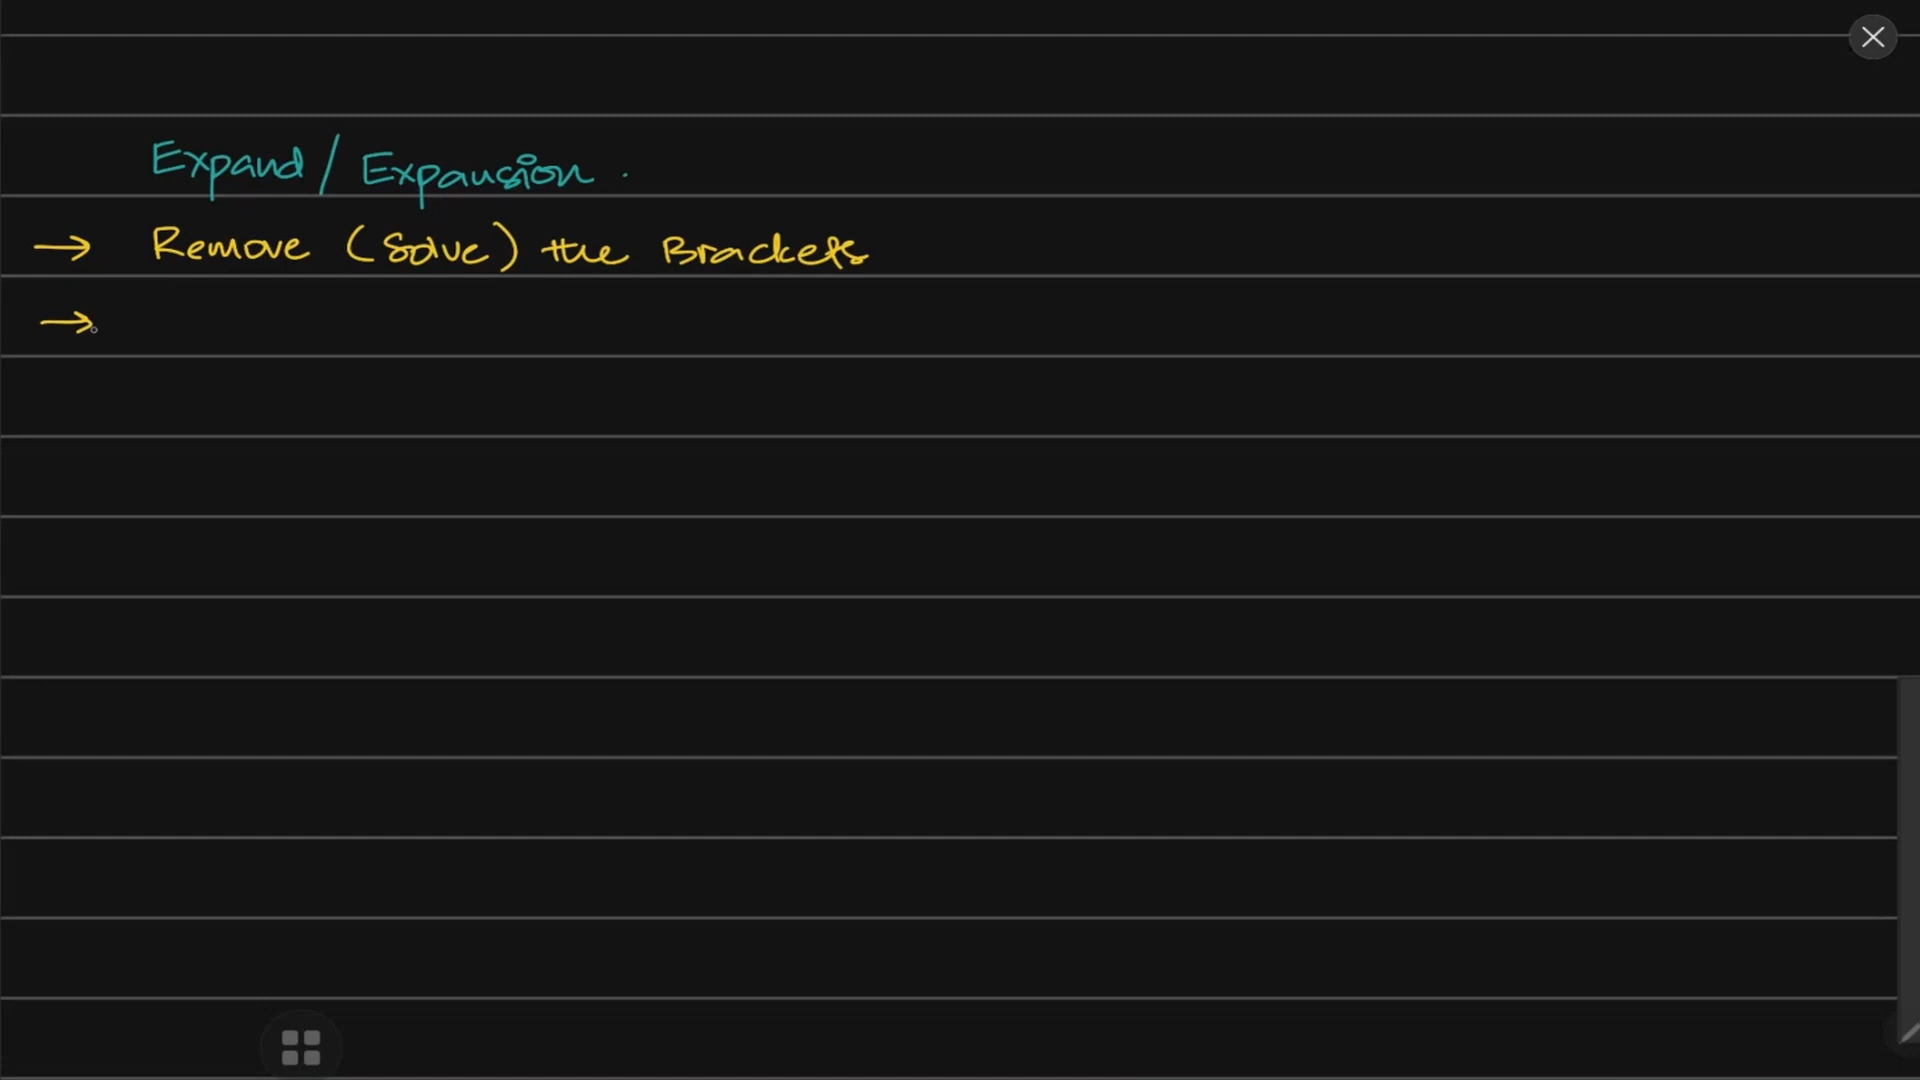 Expand / Expansion .
→ Remove (Solve) the Brackets
→